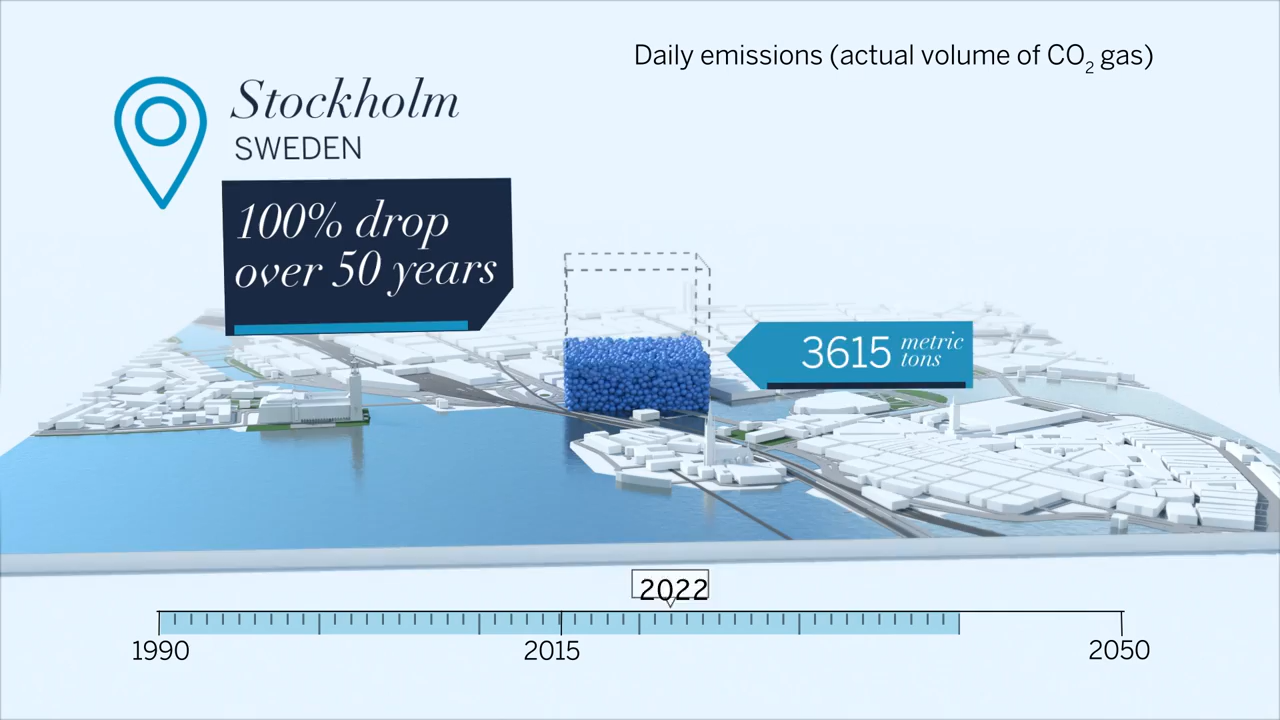 Daily emissions (actual volume of CO₂ gas)
Stockholm
SWEDEN
100% drop
over 50 years
3615 metric tons
2022
1990
2015
2050